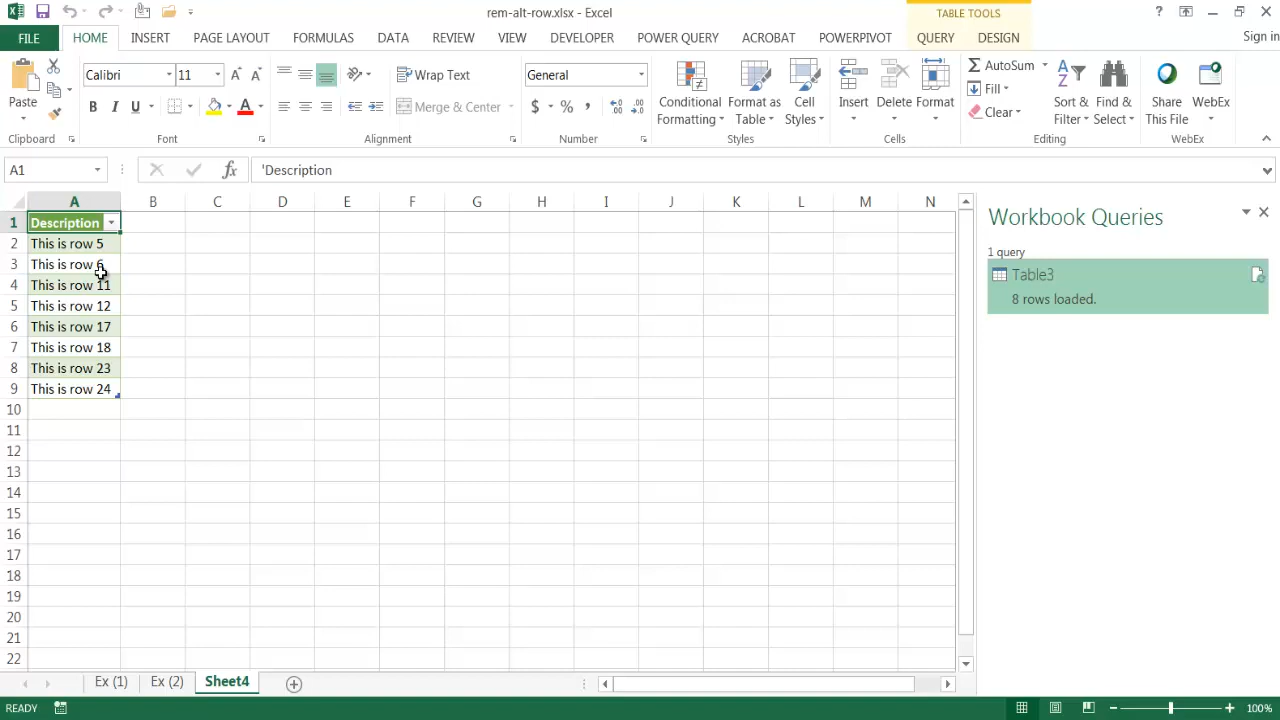 rem-alt-row.xlsx - Excel
TABLE TOOLS
?
FILE HOME INSERT PAGE LAYOUT FORMULAS DATA REVIEW VIEW DEVELOPER POWER QUERY ACROBAT POWERPIVOT QUERY DESIGN Sign in
Paste
Calibri 11
B I U A
Wrap Text
Merge & Center
General
$ % ,
Conditional Formatting
Format as Table
Cell Styles
Insert Delete Format
AutoSum
Fill
Clear
Sort & Filter
Find & Select
Share This File
WebEx
Clipboard Font Alignment Number Styles Cells Editing WebEx
A1 fx 'Description
A B C D E F G H I J K L M N
1 Description
2 This is row 5
3 This is row 6
4 This is row 11
5 This is row 12
6 This is row 17
7 This is row 18
8 This is row 23
9 This is row 24
10
11
12
13
14
15
16
17
18
19
20
21
22
Workbook Queries
1 query
Table3
8 rows loaded.
Ex (1) Ex (2) Sheet4
READY 100%